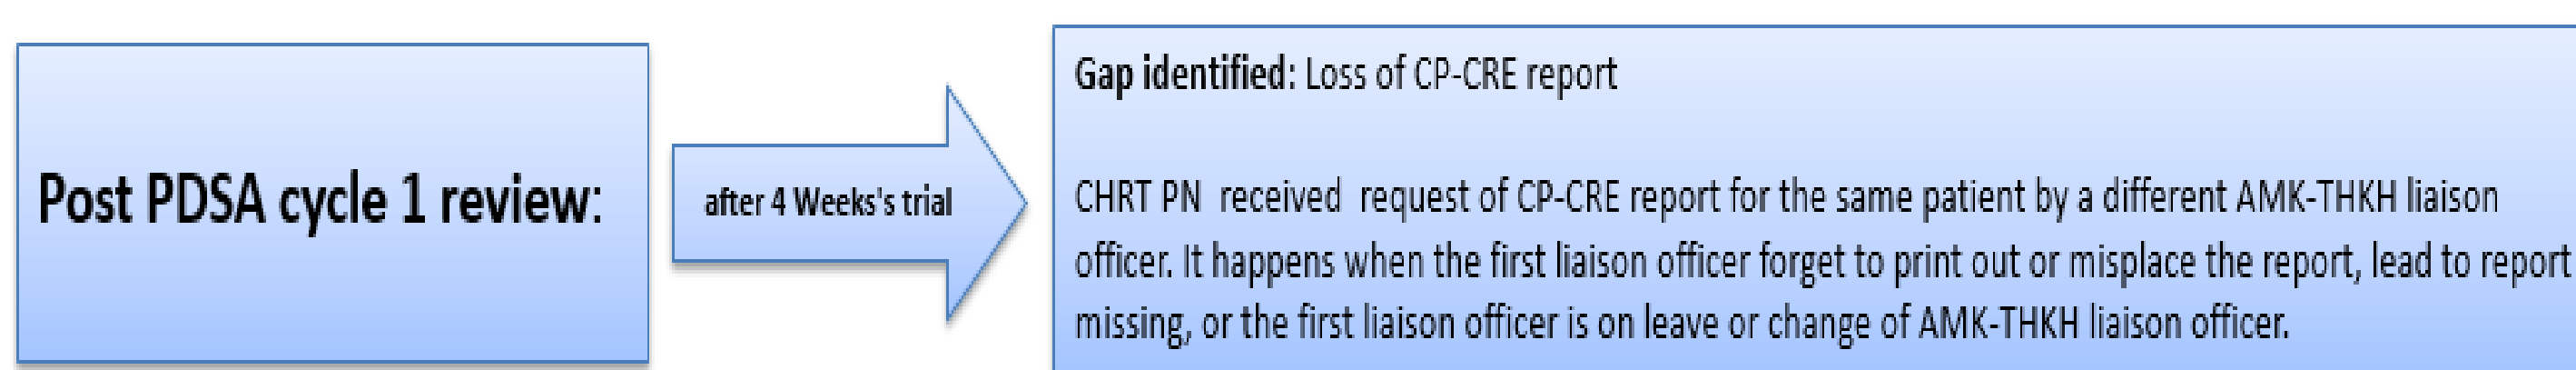 Post PDSA cycle 1 review:
after 4 Weeks's trial
Gap identified: Loss of CP-CRE report
CHRT PN received request of CP-CRE report for the same patient by a different AMK-THKH liaison
officer. It happens when the first liaison officer forget to print out or misplace the report, lead to report
missing, or the first liaison officer is on leave or change of AMK-THKH liaison officer.